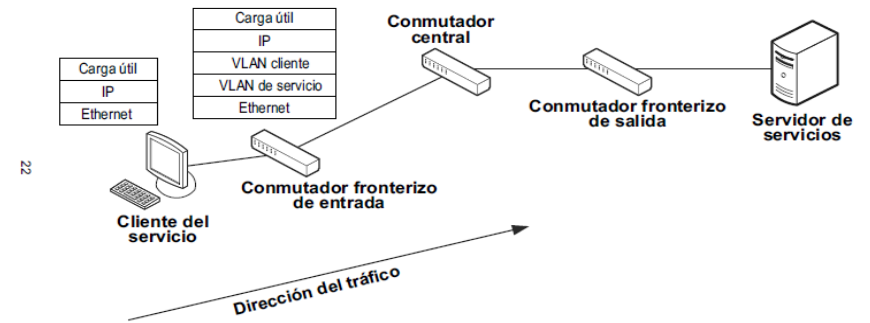 Carga útil
IP
Ethernet
Carga útil
IP
VLAN cliente
VLAN de servicio
Ethernet
Conmutador
central
Conmutador fronterizo
de salida
Servidor de
servicios
Conmutador fronterizo
de entrada
Cliente del
servicio
22
Dirección del tráfico